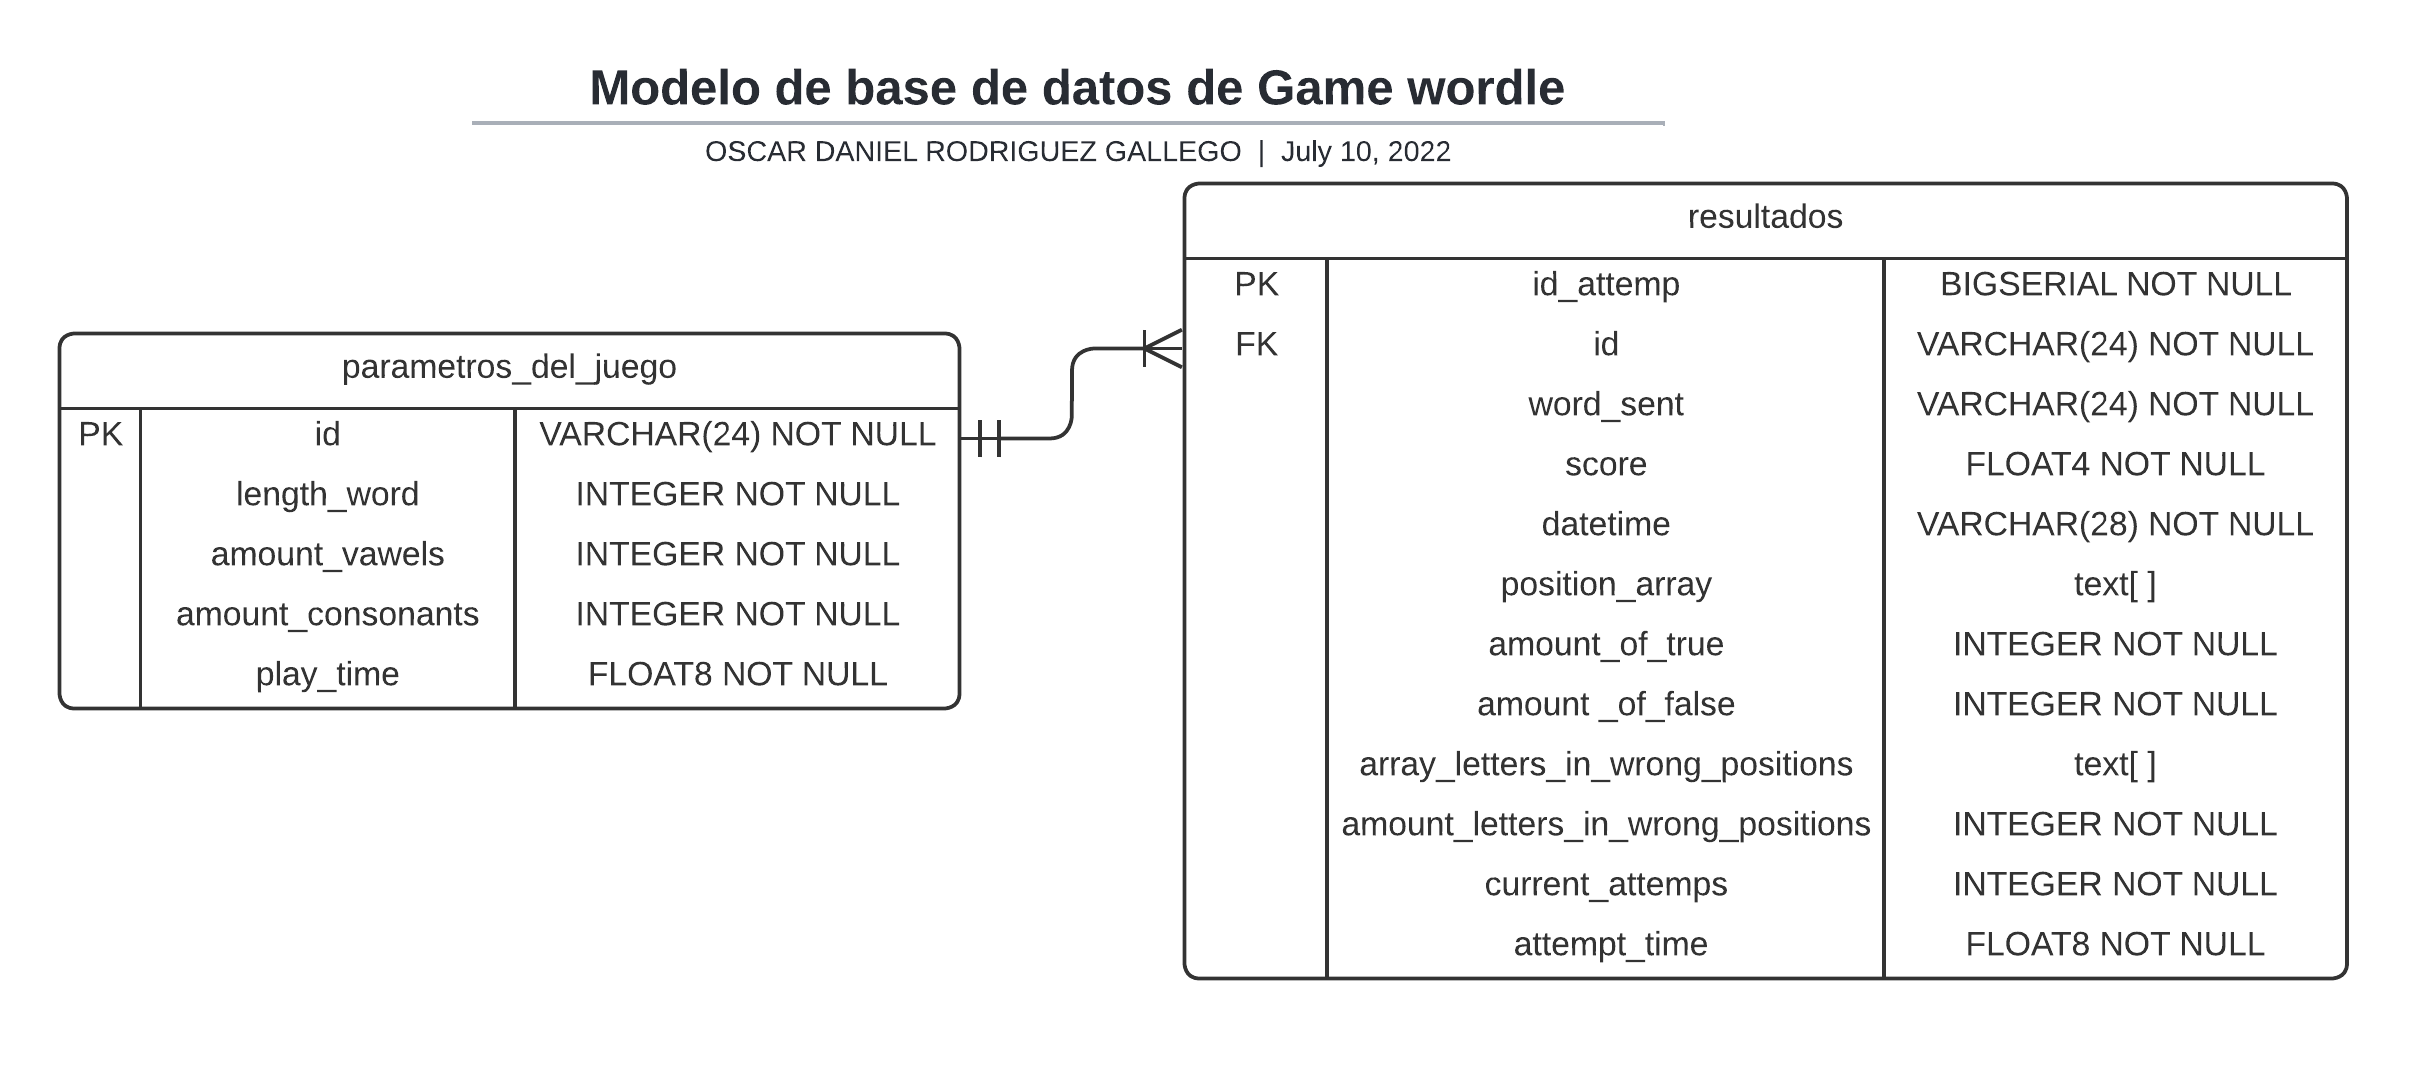 Modelo de base de datos de Game wordle
OSCAR DANIEL RODRIGUEZ GALLEGO | July 10, 2022
parametros_del_juego
PK id VARCHAR(24) NOT NULL
length_word INTEGER NOT NULL
amount_vawels INTEGER NOT NULL
amount_consonants INTEGER NOT NULL
play_time FLOAT8 NOT NULL
resultados
PK id_attemp BIGSERIAL NOT NULL
FK id VARCHAR(24) NOT NULL
word_sent VARCHAR(24) NOT NULL
score FLOAT4 NOT NULL
datetime VARCHAR(28) NOT NULL
position_array text[ ]
amount_of_true INTEGER NOT NULL
amount _of_false INTEGER NOT NULL
array_letters_in_wrong_positions text[ ]
amount_letters_in_wrong_positions INTEGER NOT NULL
current_attemps INTEGER NOT NULL
attempt_time FLOAT8 NOT NULL